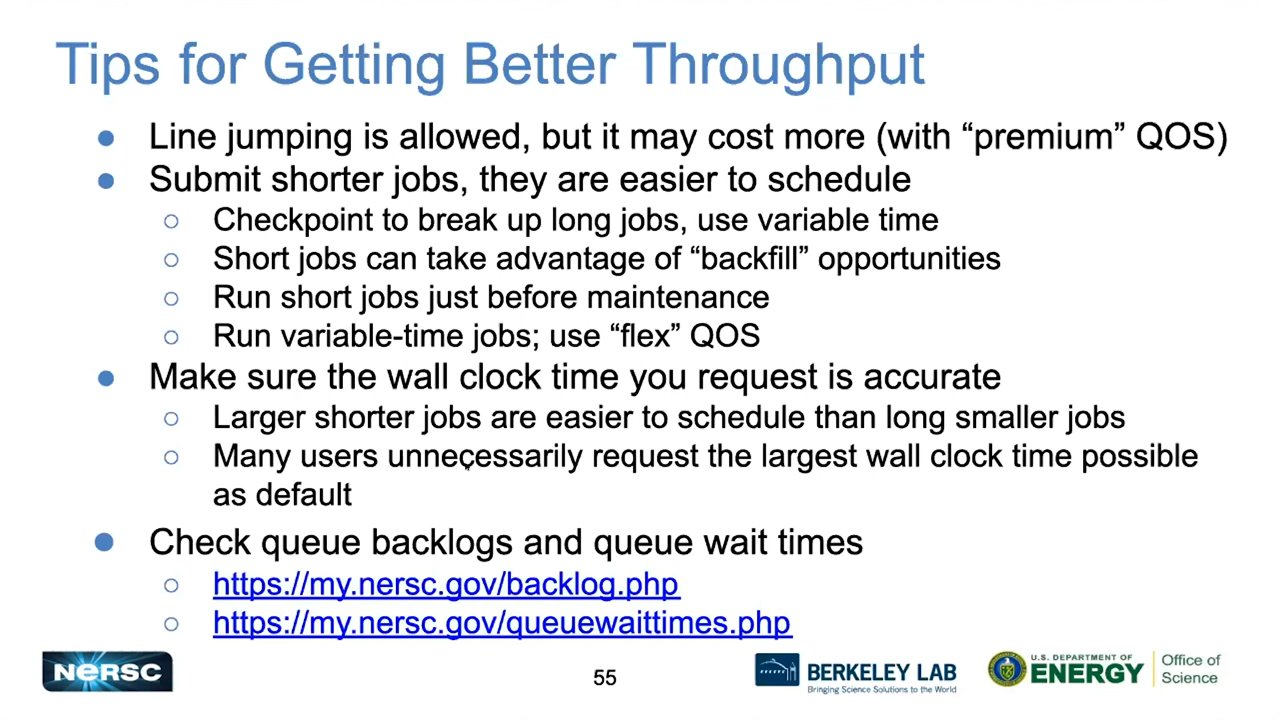 Tips for Getting Better Throughput
● Line jumping is allowed, but it may cost more (with “premium” QOS)
● Submit shorter jobs, they are easier to schedule
○ Checkpoint to break up long jobs, use variable time
○ Short jobs can take advantage of “backfill” opportunities
○ Run short jobs just before maintenance
○ Run variable-time jobs; use “flex” QOS
● Make sure the wall clock time you request is accurate
○ Larger shorter jobs are easier to schedule than long smaller jobs
○ Many users unnecessarily request the largest wall clock time possible
as default
● Check queue backlogs and queue wait times
○ https://my.nersc.gov/backlog.php
○ https://my.nersc.gov/queuewaittimes.php
NERSC
55
BERKELEY LAB
Bringing Science Solutions to the World
U.S. DEPARTMENT OF
ENERGY
Office of
Science